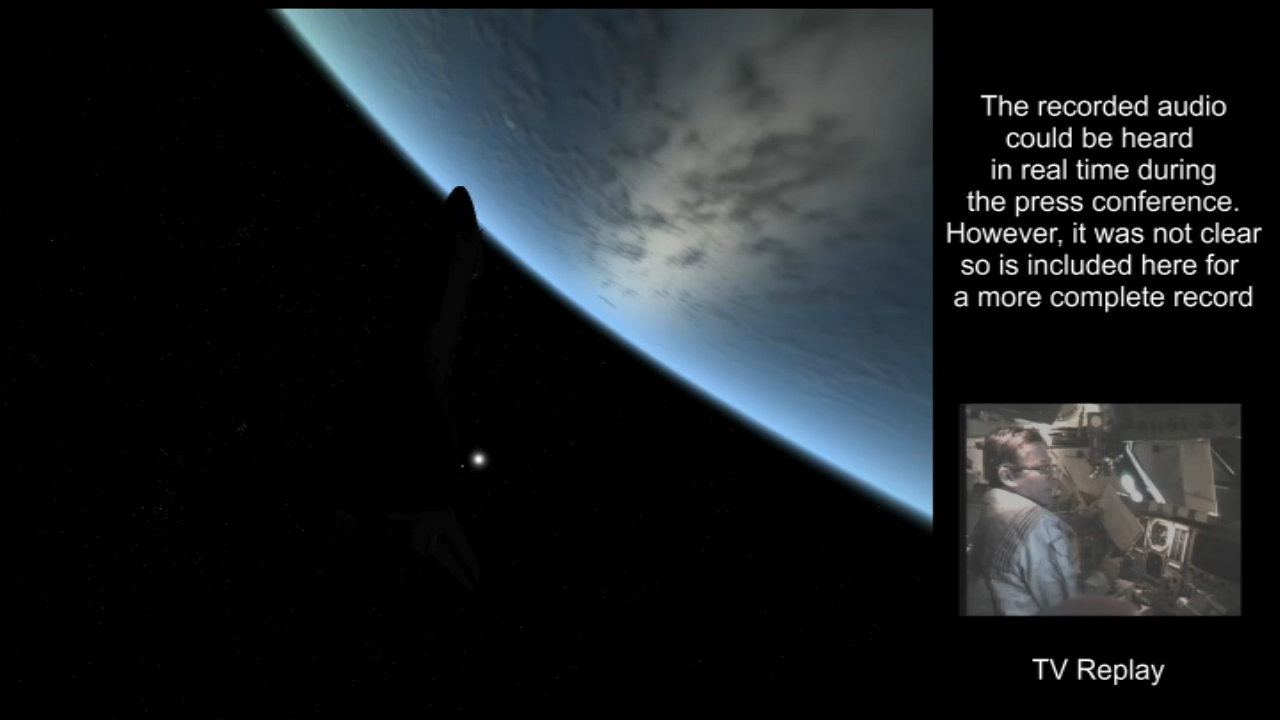 The recorded audio
could be heard
in real time during
the press conference.
However, it was not clear
so is included here for
a more complete record
TV Replay